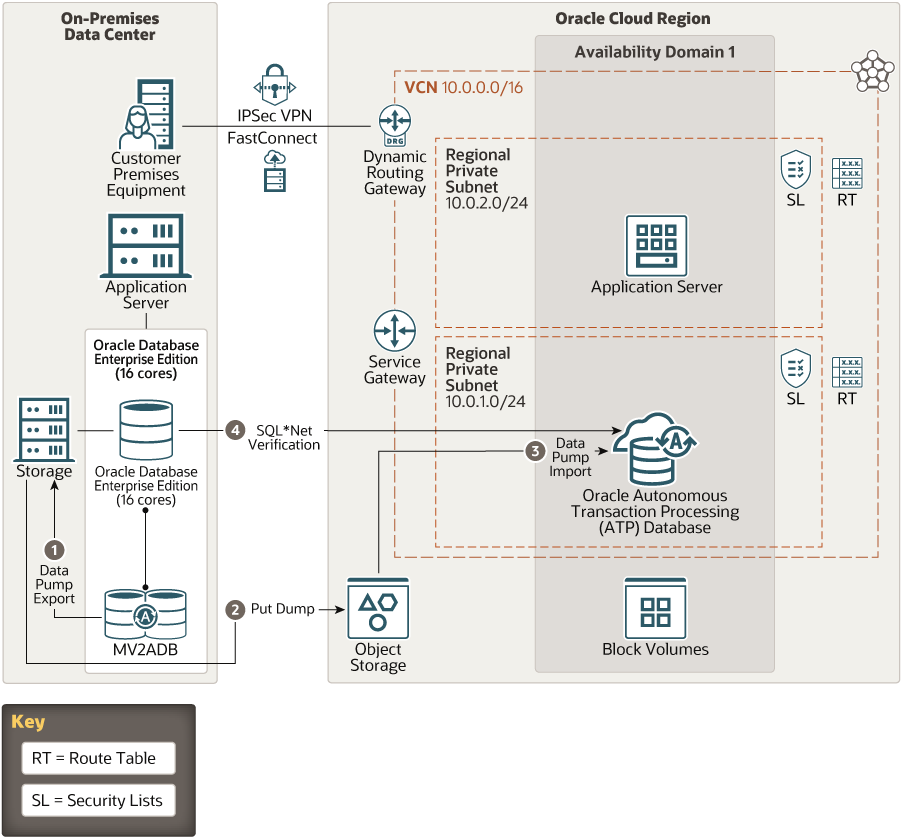 On-Premises
Data Center
Customer
Premises
Equipment
Application
Server
Oracle Database
Enterprise Edition
(16 cores)
Storage
Oracle Database
Enterprise Edition
(16 cores)
1
Data
Pump
Export
A
MV2ADB
IPSec VPN
FastConnect
4
SQL*Net
Verification
2
Put Dump
Oracle Cloud Region
Availability Domain 1
VCN 10.0.0.0/16
DRG
Dynamic
Routing
Gateway
Regional
Private
Subnet
10.0.2.0/24
SL
X.X.X.
X.X.X.
X.X.X.
RT
Application Server
Service
Gateway
Regional
Private
Subnet
10.0.1.0/24
SL
X.X.X.
X.X.X.
X.X.X.
RT
3
Data
Pump
Import
A
Oracle Autonomous
Transaction Processing
(ATP) Database
Object
Storage
Block Volumes
Key
RT = Route Table
SL = Security Lists